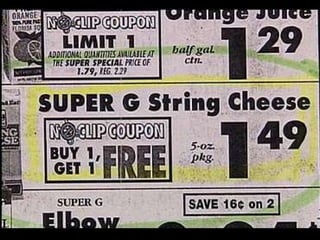 ORANGE
Orange Juice
NO-CLIP COUPON
LIMIT 1
ADDITIONAL QUANTITIES AVAILABLE AT
THE SUPER SPECIAL PRICE OF
1.79, REG. 2.29
half gal.
ctn.
1 29
SUPER G String Cheese
NO-CLIP COUPON
BUY 1,
GET 1 FREE
5-oz.
pkg.
1 49
SUPER G
Elbow
SAVE 16¢ on 2